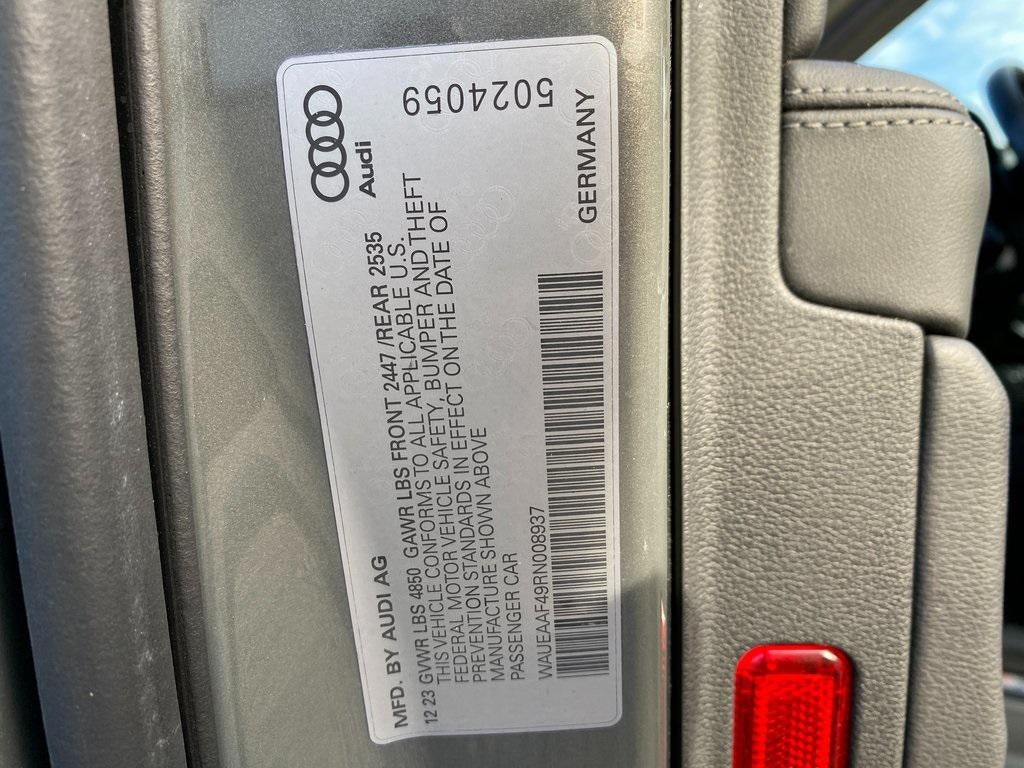 Audi
MFD. BY AUDI AG
12 23 GVWR LBS 4850 GAWR LBS FRONT 2447 /REAR 2535
THIS VEHICLE CONFORMS TO ALL APPLICABLE U.S.
FEDERAL MOTOR VEHICLE SAFETY, BUMPER AND THEFT
PREVENTION STANDARDS IN EFFECT ON THE DATE OF
MANUFACTURE SHOWN ABOVE
PASSENGER CAR
WAUEAAF49RN008937
GERMANY
5024059